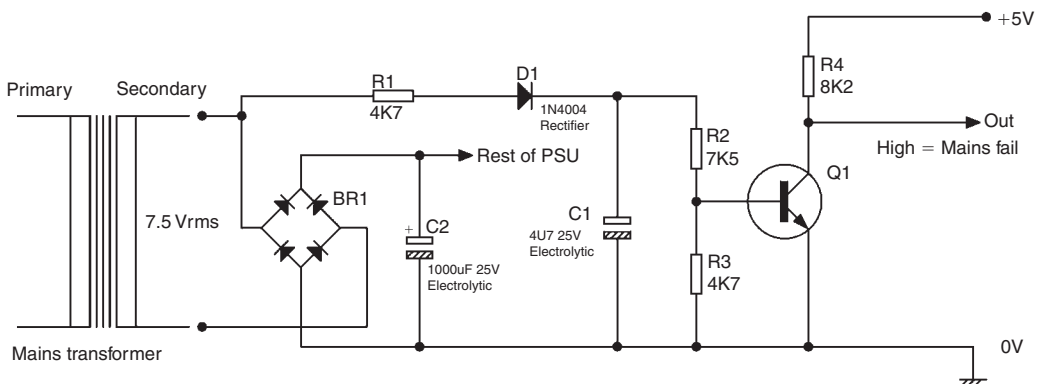 +5V
D1
R1
R4
8K2
Primary
Secondary
4K7
1N4004
Rectifier
Out
R2
7K5
High = Mains fail
Rest of PSU
Q1
BR1
7.5 Vrms
C1
+ C2
4U7 25V
Electrolytic
R3
4K7
1000uF 25V
Electrolytic
Mains transformer
0V